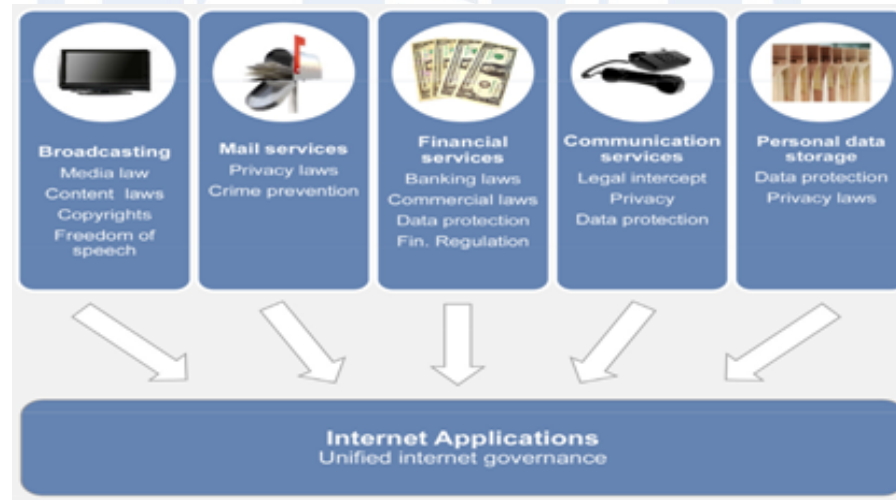 Broadcasting
Media law
Content laws
Copyrights
Freedom of
speech
Mail services
Privacy laws
Crime prevention
Financial
services
Banking laws
Commercial laws
Data protection
Fin. Regulation
Communication
services
Legal intercept
Privacy
Data protection
Personal data
storage
Data protection
Privacy laws
Internet Applications
Unified internet governance